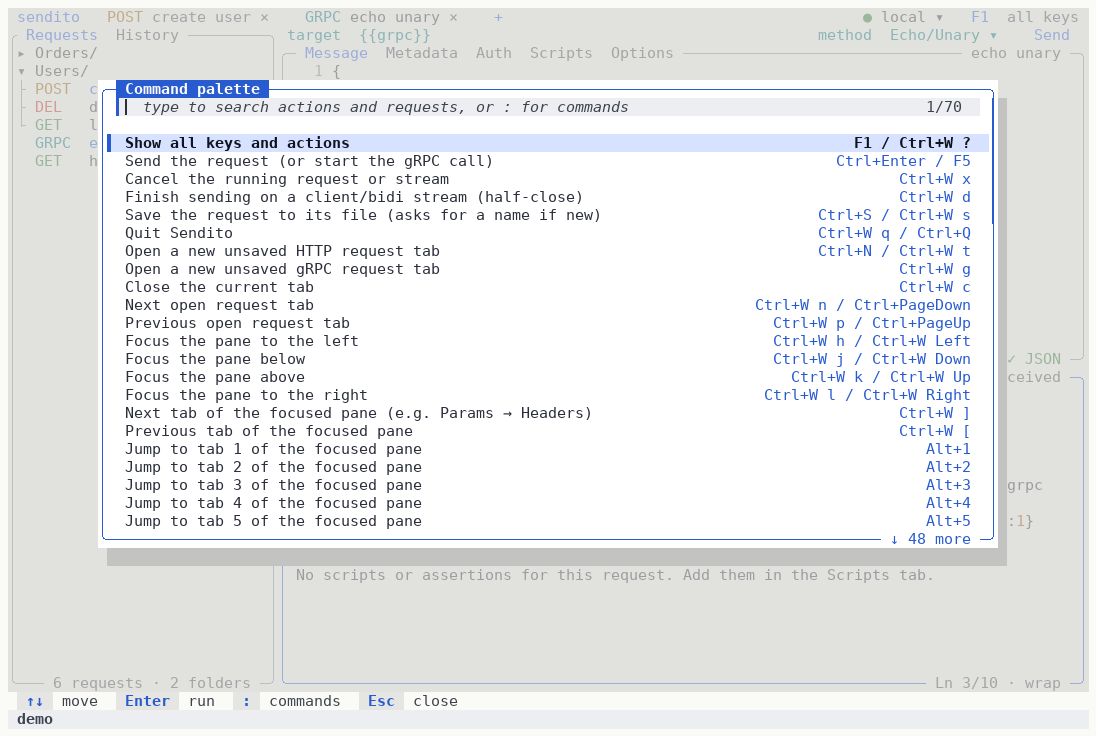 sendito POST create user × GRPC echo unary × + ● local ▾ F1 all keys
Requests History target {{grpc}} method Echo/Unary ▾ Send
▸ Orders/ Message Metadata Auth Scripts Options echo unary
▾ Users/ 1 {
POST c
DEL d
GET l
GRPC e
GET h
Command palette
type to search actions and requests, or : for commands 1/70
Show all keys and actions F1 / Ctrl+W ?
Send the request (or start the gRPC call) Ctrl+Enter / F5
Cancel the running request or stream Ctrl+W x
Finish sending on a client/bidi stream (half-close) Ctrl+W d
Save the request to its file (asks for a name if new) Ctrl+S / Ctrl+W s
Quit Sendito Ctrl+W q / Ctrl+Q
Open a new unsaved HTTP request tab Ctrl+N / Ctrl+W t
Open a new unsaved gRPC request tab Ctrl+W g
Close the current tab Ctrl+W c
Next open request tab Ctrl+W n / Ctrl+PageDown
Previous open request tab Ctrl+W p / Ctrl+PageUp
Focus the pane to the left Ctrl+W h / Ctrl+W Left
Focus the pane below Ctrl+W j / Ctrl+W Down
Focus the pane above Ctrl+W k / Ctrl+W Up
Focus the pane to the right Ctrl+W l / Ctrl+W Right
Next tab of the focused pane (e.g. Params → Headers) Ctrl+W ]
Previous tab of the focused pane Ctrl+W [
Jump to tab 1 of the focused pane Alt+1
Jump to tab 2 of the focused pane Alt+2
Jump to tab 3 of the focused pane Alt+3
Jump to tab 4 of the focused pane Alt+4
Jump to tab 5 of the focused pane Alt+5
↓ 48 more
✓ JSON
ceived
grpc
:1}
No scripts or assertions for this request. Add them in the Scripts tab.
6 requests · 2 folders Ln 3/10 · wrap
↑↓ move Enter run : commands Esc close
demo